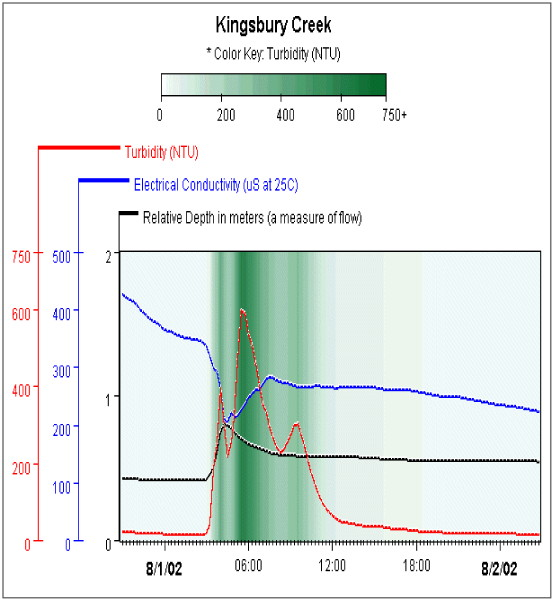 Kingsbury Creek
* Color Key: Turbidity (NTU)
0 200 400 600 750+
Turbidity (NTU)
Electrical Conductivity (uS at 25C)
Relative Depth in meters (a measure of flow)
750 500 2
600 400
400 300 1
200 200
100
0 0 0
8/1/02 06:00 12:00 18:00 8/2/02